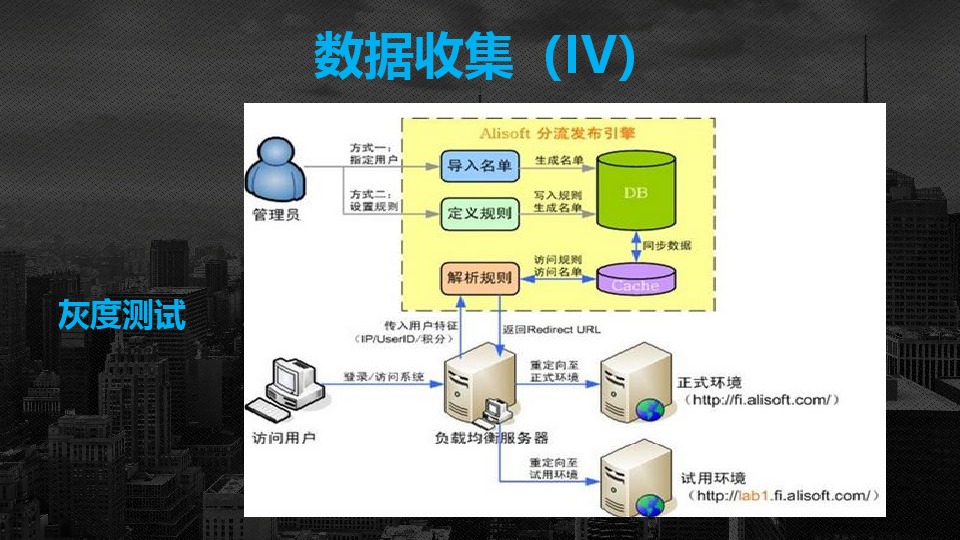 数据收集（IV）
Alisoft 分流发布引擎
方式一：
指定用户
导入名单
生成名单
DB
管理员
方式二：
设置规则
定义规则
写入规则
生成名单
同步数据
解析规则
访问规则
访问名单
Cache
灰度测试
传入用户特征
（IP/UserID/积分）
返回Redirect URL
登录/访问系统
重定向至
正式环境
正式环境
（http://fi.alisoft.com/）
访问用户
负载均衡服务器
重定向至
试用环境
试用环境
（http://lab1.fi.alisoft.com/）